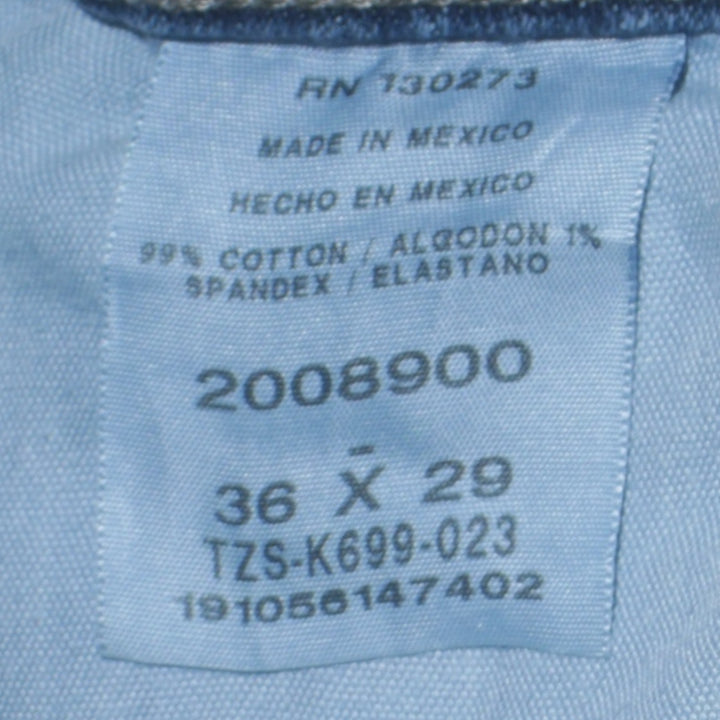 RN 130273
MADE IN MEXICO
HECHO EN MEXICO
99% COTTON / ALGODON 1%
SPANDEX / ELASTANO
2008900
-
36 X 29
TZS-K699-023
191056147402